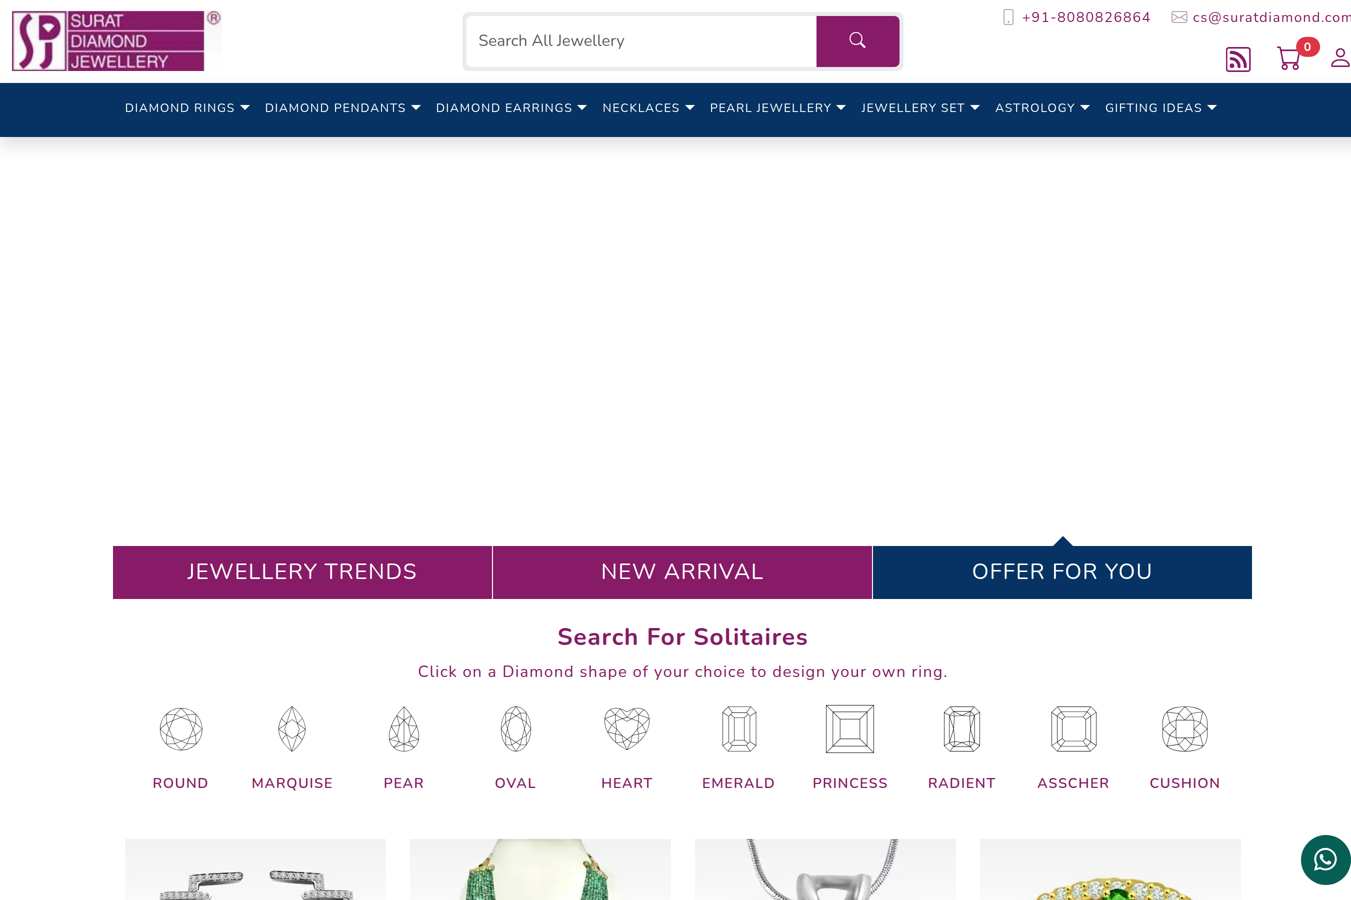 SURAT
DIAMOND
JEWELLERY
®
Search All Jewellery
+91-8080826864
cs@suratdiamond.com
0
DIAMOND RINGS
DIAMOND PENDANTS
DIAMOND EARRINGS
NECKLACES
PEARL JEWELLERY
JEWELLERY SET
ASTROLOGY
GIFTING IDEAS
JEWELLERY TRENDS
NEW ARRIVAL
OFFER FOR YOU
Search For Solitaires
Click on a Diamond shape of your choice to design your own ring.
ROUND
MARQUISE
PEAR
OVAL
HEART
EMERALD
PRINCESS
RADIENT
ASSCHER
CUSHION